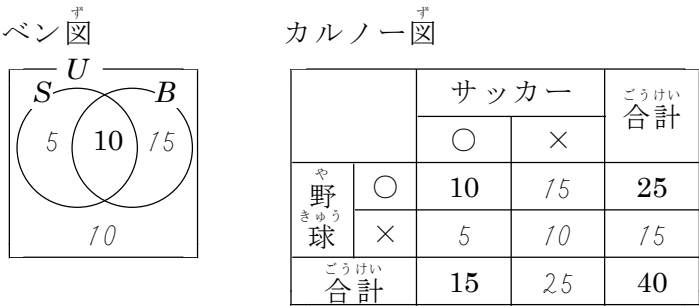 ベン図
ず
U
S B
5 10 15
10
カルノー図
ず
サッカー 合計
ごうけい
○ ×
野球 ○ 10 15 25
やきゅう
× 5 10 15
合計 15 25 40
ごうけい